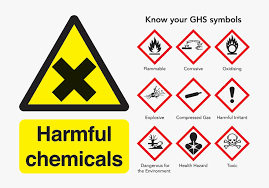 Know your GHS symbols
Flammable
Corrosive
Oxidising
Explosive
Compressed Gas
Harmful Irritant
Dangerous for
the Environment
Health Hazard
Toxic
Harmful
chemicals